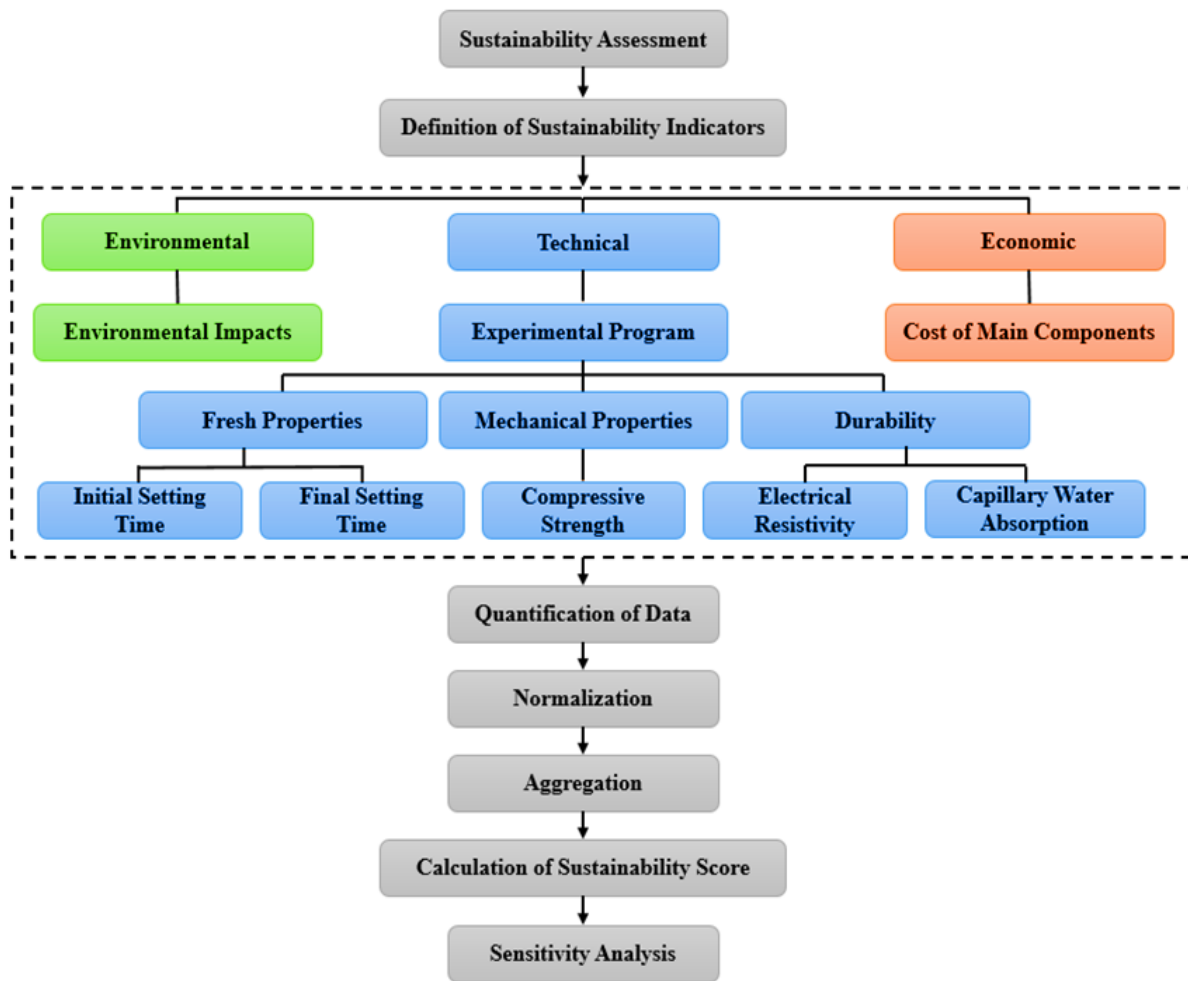 Sustainability Assessment
Definition of Sustainability Indicators
Environmental
Technical
Economic
Environmental Impacts
Experimental Program
Cost of Main Components
Fresh Properties
Mechanical Properties
Durability
Initial Setting
Time
Final Setting
Time
Compressive
Strength
Electrical
Resistivity
Capillary Water
Absorption
Quantification of Data
Normalization
Aggregation
Calculation of Sustainability Score
Sensitivity Analysis